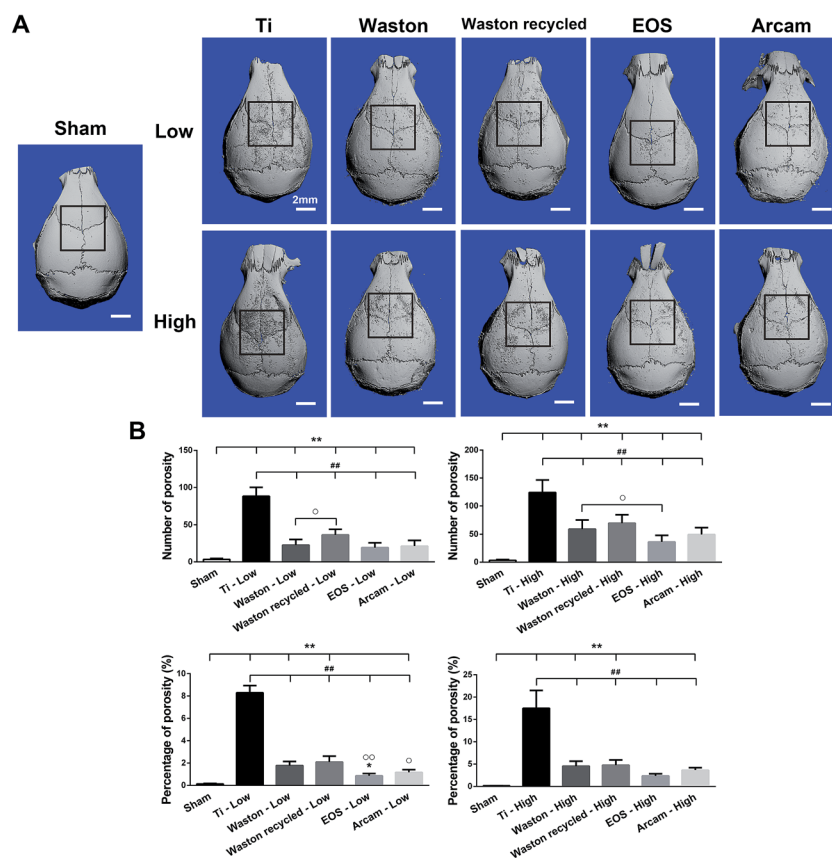 A
Ti
Waston
Waston recycled
EOS
Arcam
Sham
Low
2mm
High
B
Number of porosity
150
100
50
0
**
##
○
Sham
Ti - Low
Waston - Low
Waston recycled - Low
EOS - Low
Arcam - Low
Number of porosity
200
150
100
50
0
**
##
○
Sham
Ti - High
Waston - High
Waston recycled - High
EOS - High
Arcam - High
Percentage of porosity (%)
10
8
6
4
2
0
**
##
○○
*
○
Sham
Ti - Low
Waston - Low
Waston recycled - Low
EOS - Low
Arcam - Low
Percentage of porosity (%)
25
20
15
10
5
0
**
##
Sham
Ti - High
Waston - High
Waston recycled - High
EOS - High
Arcam - High